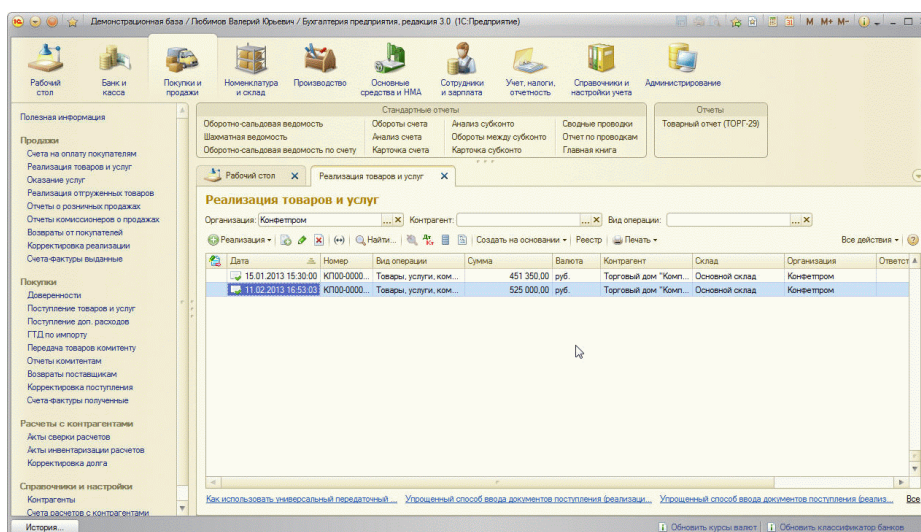 Демонстрационная база / Любимов Валерий Юрьевич / Бухгалтерия предприятия, редакция 3.0 (1С:Предприятие)
M M+ M-
Рабочий стол
Банк и касса
Покупки и продажи
Номенклатура и склад
Производство
Основные средства и НМА
Сотрудники и зарплата
Учет, налоги, отчетность
Справочники и настройки учета
Администрирование
Полезная информация
Продажи
Счета на оплату покупателям
Реализация товаров и услуг
Оказание услуг
Реализация отгруженных товаров
Отчеты о розничных продажах
Отчеты комиссионеров о продажах
Возвраты от покупателей
Корректировка реализации
Счета-фактуры выданные
Покупки
Доверенности
Поступление товаров и услуг
Поступление доп. расходов
ГТД по импорту
Передача товаров комитенту
Отчеты комитентам
Возвраты поставщикам
Корректировка поступления
Счета-фактуры полученные
Расчеты с контрагентами
Акты сверки расчетов
Акты инвентаризации расчетов
Корректировка долга
Справочники и настройки
Контрагенты
Счета расчетов с контрагентами
История...
Стандартные отчеты
Оборотно-сальдовая ведомость
Обороты счета
Анализ субконто
Сводные проводки
Шахматная ведомость
Анализ счета
Обороты между субконто
Отчет по проводкам
Оборотно-сальдовая ведомость по счету
Карточка счета
Карточка субконто
Главная книга
Отчеты
Товарный отчет (ТОРГ-29)
Рабочий стол
Реализация товаров и услуг
Реализация товаров и услуг
Организация: Конфетпром ... Контрагент: ... Вид операции: ...
Реализация Найти... Дт Кт Создать на основании Реестр Печать Все действия
Дата Номер Вид операции Сумма Валюта Контрагент Склад Организация Ответст
15.01.2013 15:30:00 КП00-0000... Товары, услуги, ком... 451 350,00 руб. Торговый дом "Комп... Основной склад Конфетпром
11.02.2013 16:53:03 КП00-0000... Товары, услуги, ком... 525 000,00 руб. Торговый дом "Комп... Основной склад Конфетпром
Как использовать универсальный передаточный ... Упрощенный способ ввода документов поступления (реализаци... Упрощенный способ ввода документов поступления (реализ... Все
Обновить курсы валют Обновить классификатор банков